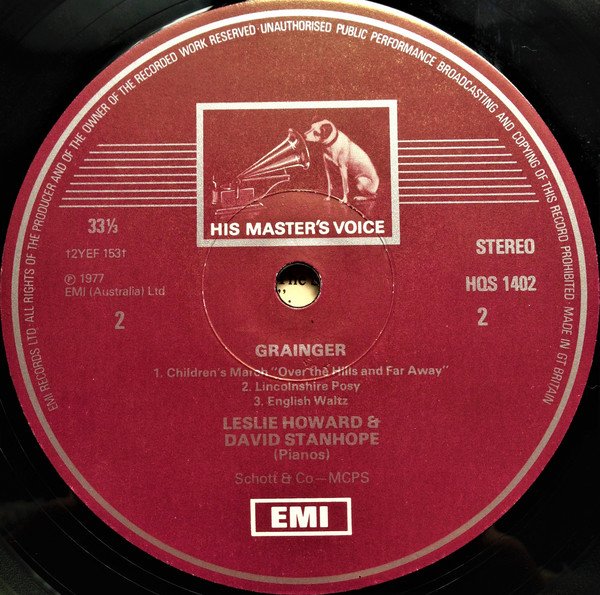 EMI RECORDS LTD · ALL RIGHTS OF THE PRODUCER AND OF THE OWNER OF THE RECORDED WORK RESERVED · UNAUTHORISED PUBLIC PERFORMANCE BROADCASTING AND COPYING OF THIS RECORD PROHIBITED · MADE IN GT BRITAIN
HIS MASTER'S VOICE
33⅓
STEREO
12YEF 153†
HQS 1402
℗ 1977
EMI (Australia) Ltd
2
2
GRAINGER
1. Children's March "Over the Hills and Far Away"
2. Lincolnshire Posy
3. English Waltz
LESLIE HOWARD &
DAVID STANHOPE
(Pianos)
Schott & Co—MCPS
EMI